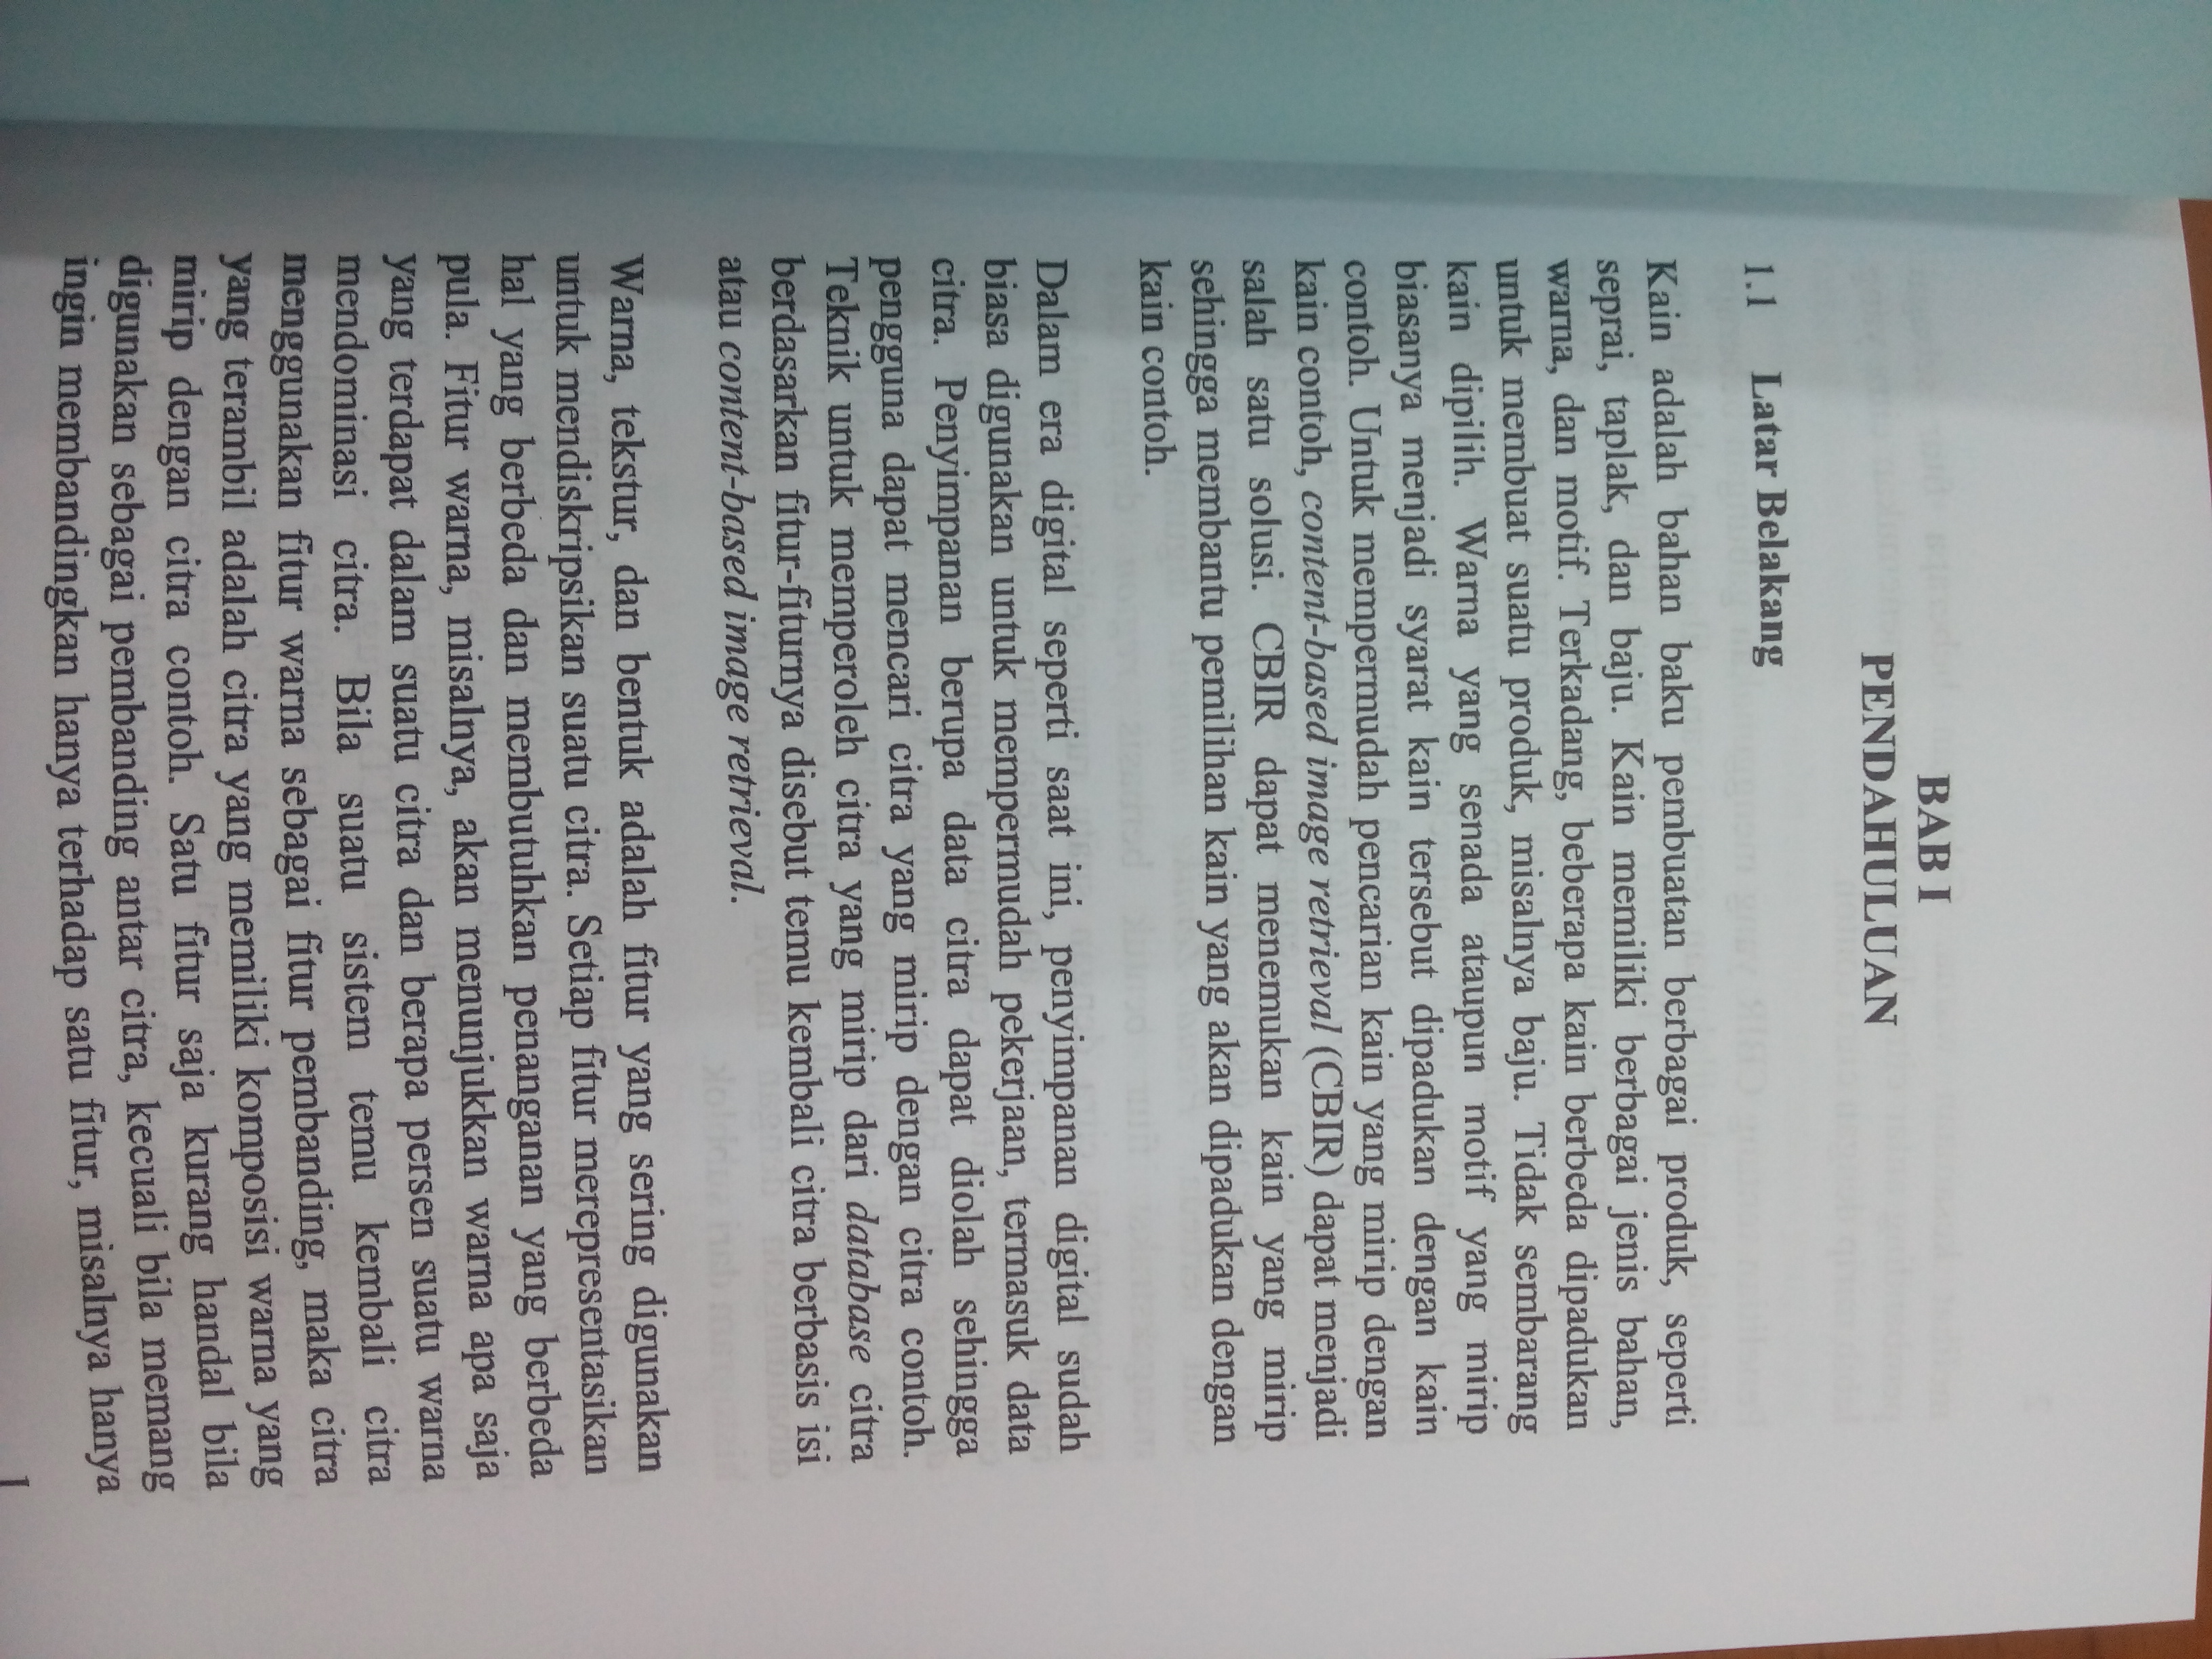 BAB I
PENDAHULUAN
1.1 Latar Belakang
Kain adalah bahan baku pembuatan berbagai produk, seperti
seprai, taplak, dan baju. Kain memiliki berbagai jenis bahan,
warna, dan motif. Terkadang, beberapa kain berbeda dipadukan
untuk membuat suatu produk, misalnya baju. Tidak sembarang
kain dipilih. Warna yang senada ataupun motif yang mirip
biasanya menjadi syarat kain tersebut dipadukan dengan kain
contoh. Untuk mempermudah pencarian kain yang mirip dengan
kain contoh, content-based image retrieval (CBIR) dapat menjadi
salah satu solusi. CBIR dapat menemukan kain yang mirip
sehingga membantu pemilihan kain yang akan dipadukan dengan
kain contoh.
Dalam era digital seperti saat ini, penyimpanan digital sudah
biasa digunakan untuk mempermudah pekerjaan, termasuk data
citra. Penyimpanan berupa data citra dapat diolah sehingga
pengguna dapat mencari citra yang mirip dengan citra contoh.
Teknik untuk memperoleh citra yang mirip dari database citra
berdasarkan fitur-fiturnya disebut temu kembali citra berbasis isi
atau content-based image retrieval.
Warna, tekstur, dan bentuk adalah fitur yang sering digunakan
untuk mendiskripsikan suatu citra. Setiap fitur merepresentasikan
hal yang berbeda dan membutuhkan penanganan yang berbeda
pula. Fitur warna, misalnya, akan menunjukkan warna apa saja
yang terdapat dalam suatu citra dan berapa persen suatu warna
mendominasi citra. Bila suatu sistem temu kembali citra
menggunakan fitur warna sebagai fitur pembanding, maka citra
yang terambil adalah citra yang memiliki komposisi warna yang
mirip dengan citra contoh. Satu fitur saja kurang handal bila
digunakan sebagai pembanding antar citra, kecuali bila memang
ingin membandingkan hanya terhadap satu fitur, misalnya hanya
1